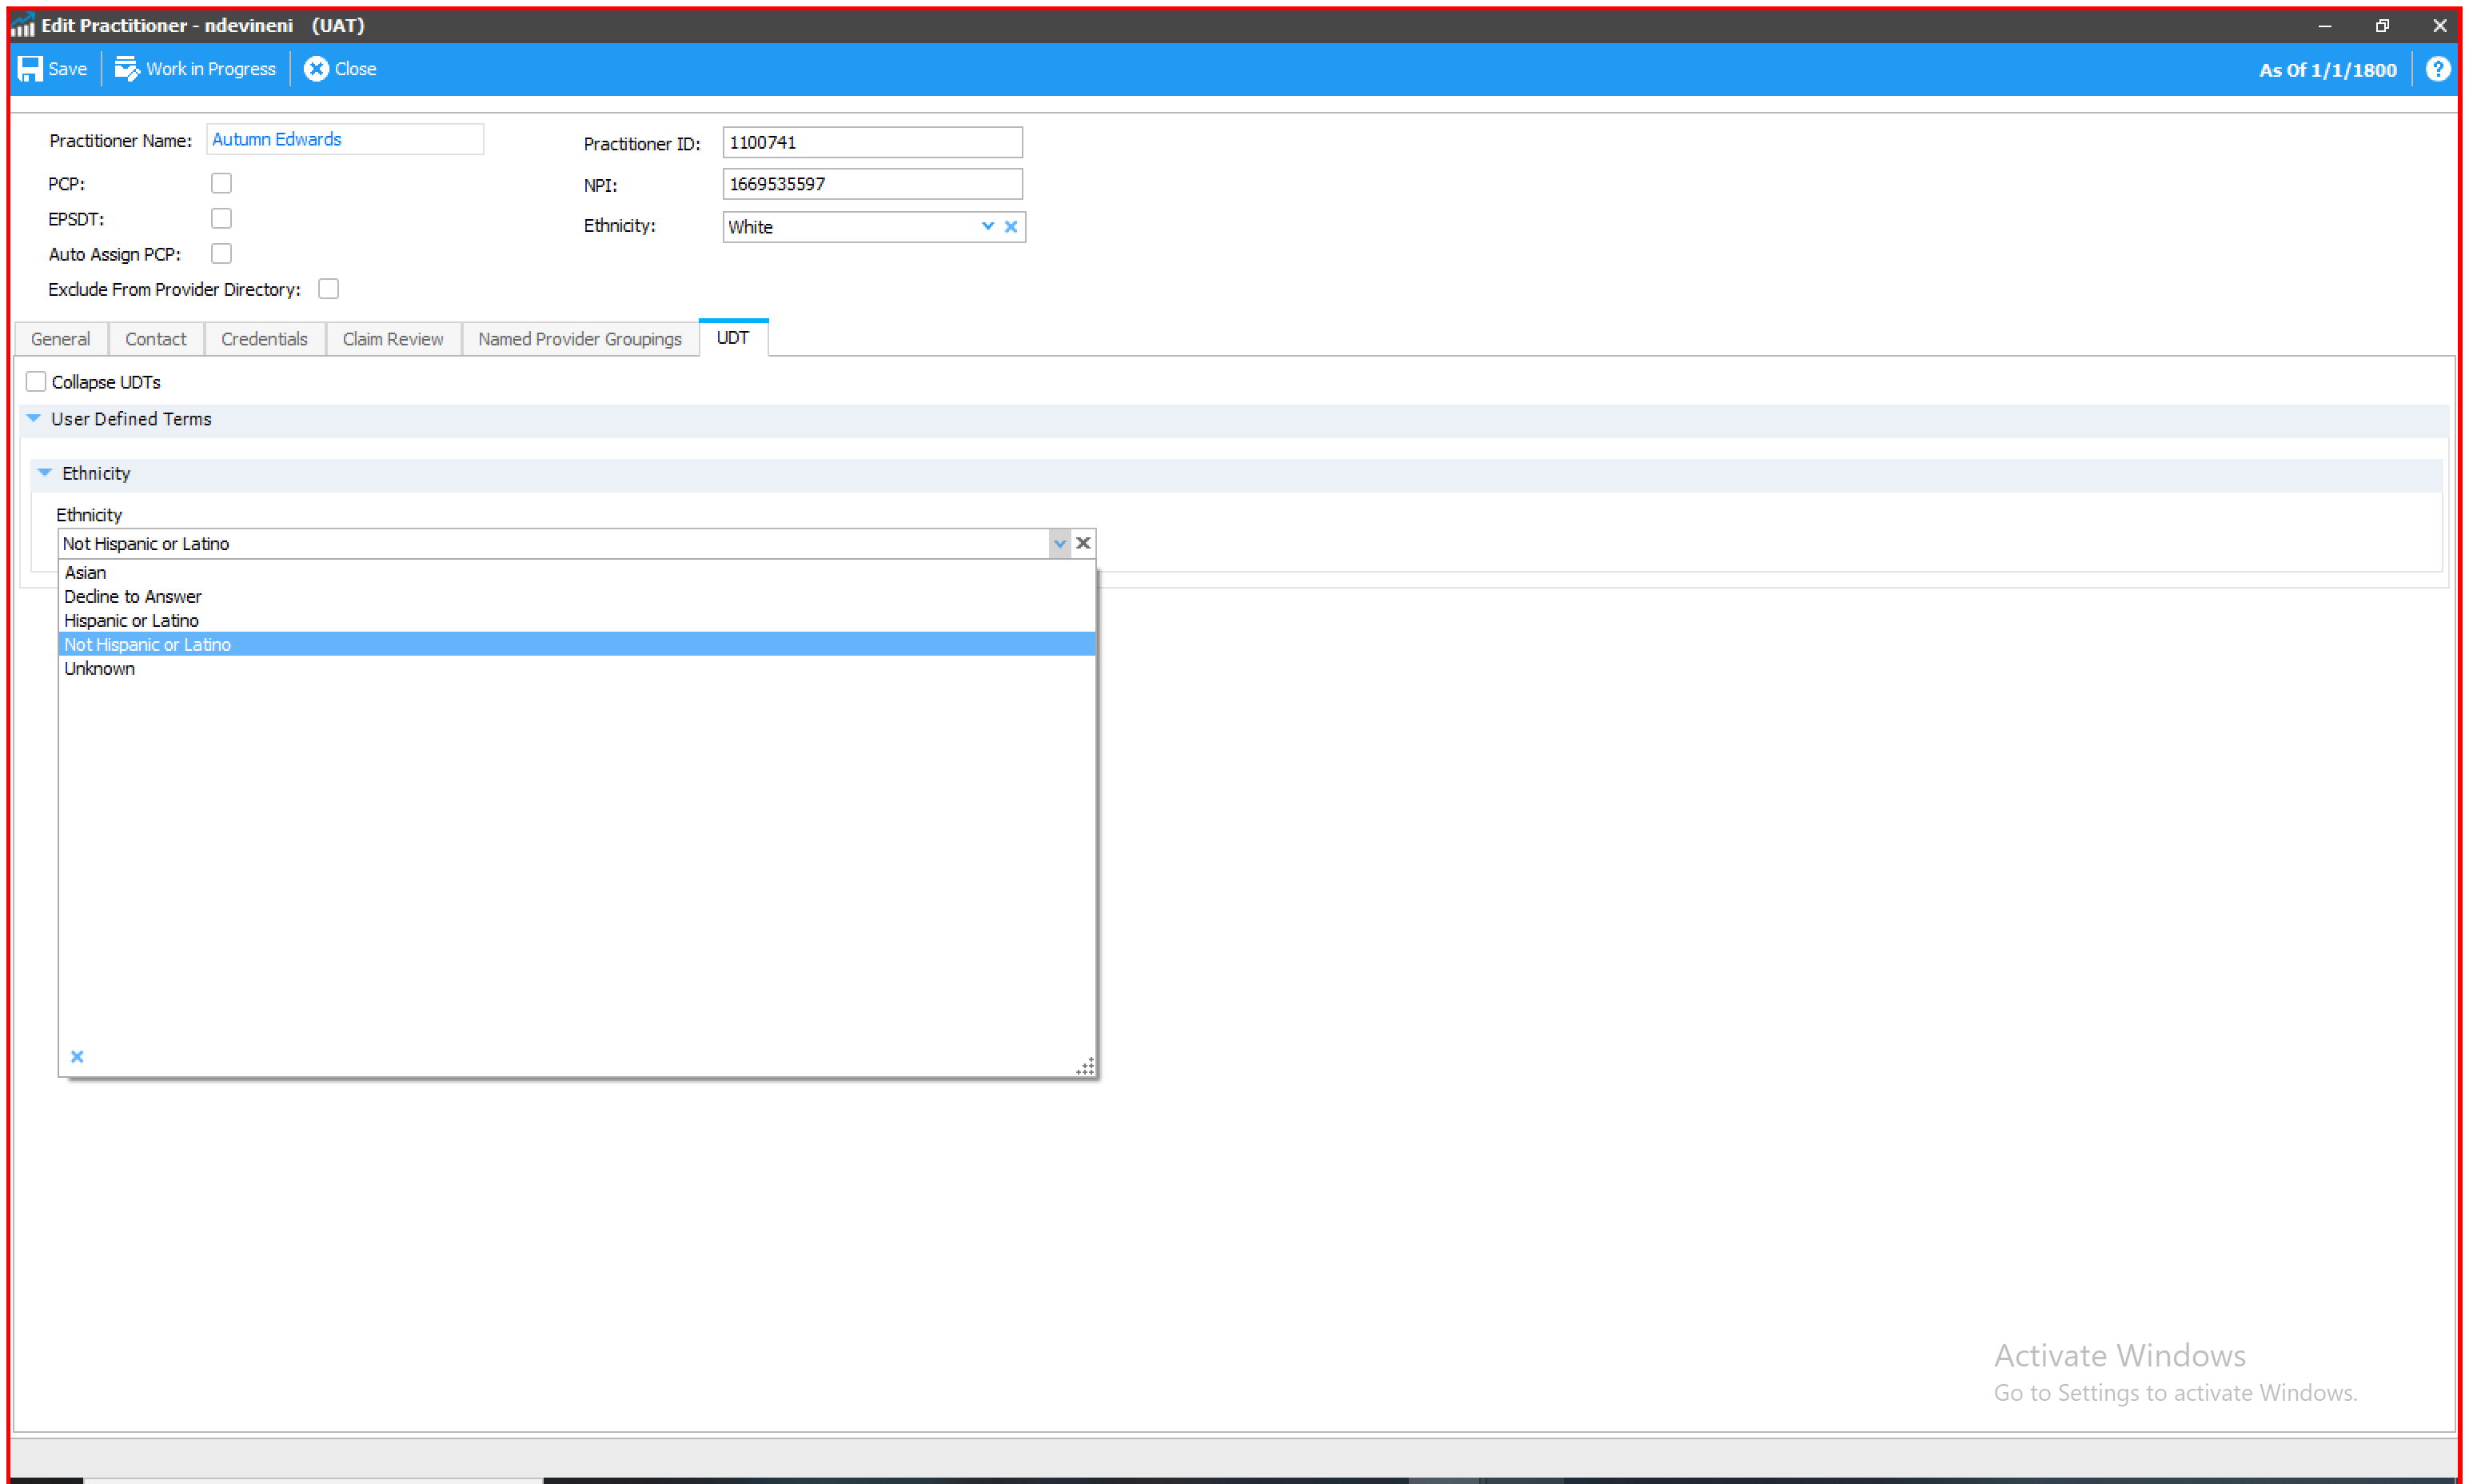 Edit Practitioner - ndevineni (UAT)
Save Work in Progress Close As Of 1/1/1800 ?
Practitioner Name: Autumn Edwards Practitioner ID: 1100741
PCP: NPI: 1669535597
EPSDT: Ethnicity: White
Auto Assign PCP:
Exclude From Provider Directory:
General Contact Credentials Claim Review Named Provider Groupings UDT
Collapse UDTs
User Defined Terms
Ethnicity
Ethnicity
Not Hispanic or Latino
Asian
Decline to Answer
Hispanic or Latino
Not Hispanic or Latino
Unknown
Activate Windows
Go to Settings to activate Windows.